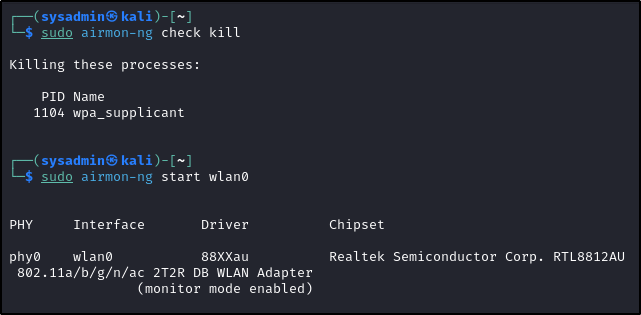 ┌──(sysadmin㉿kali)-[~]
└─$ sudo airmon-ng check kill
Killing these processes:
PID Name
1104 wpa_supplicant
┌──(sysadmin㉿kali)-[~]
└─$ sudo airmon-ng start wlan0
PHY Interface Driver Chipset
phy0 wlan0 88XXau Realtek Semiconductor Corp. RTL8812AU
802.11a/b/g/n/ac 2T2R DB WLAN Adapter
(monitor mode enabled)